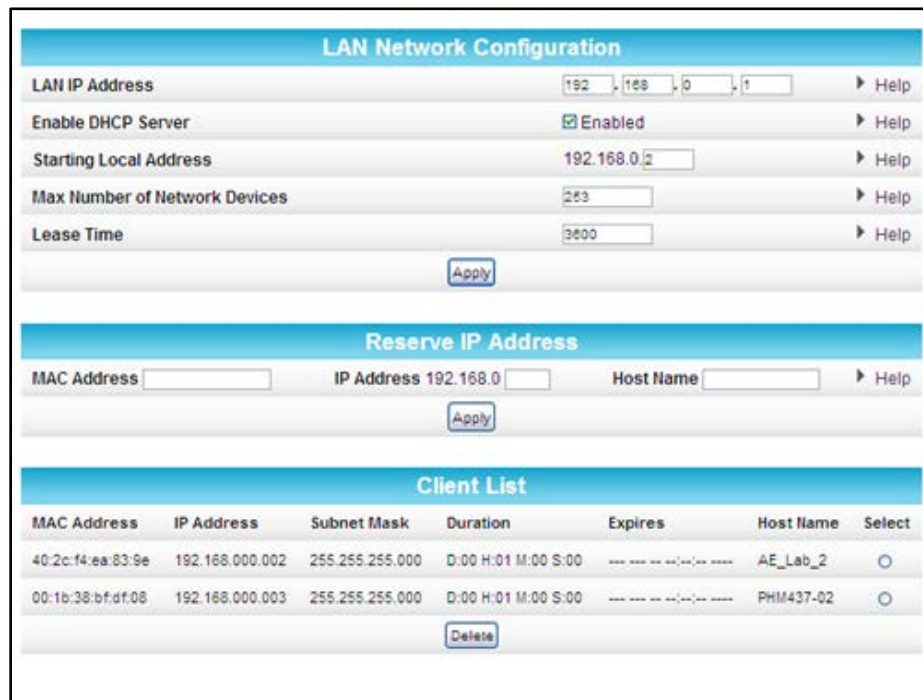 LAN Network Configuration
LAN IP Address 192 . 168 . 0 . 1 Help
Enable DHCP Server Enabled Help
Starting Local Address 192.168.0.2 Help
Max Number of Network Devices 253 Help
Lease Time 3600 Help
Apply
Reserve IP Address
MAC Address IP Address 192.168.0 Host Name Help
Apply
Client List
MAC Address IP Address Subnet Mask Duration Expires Host Name Select
40:2c:f4:ea:83:9e 192.168.000.002 255.255.255.000 D:00 H:01 M:00 S:00 --- --- -- --:--:-- ---- AE_Lab_2
00:1b:38:bf:df:08 192.168.000.003 255.255.255.000 D:00 H:01 M:00 S:00 --- --- -- --:--:-- ---- PHM437-02
Delete